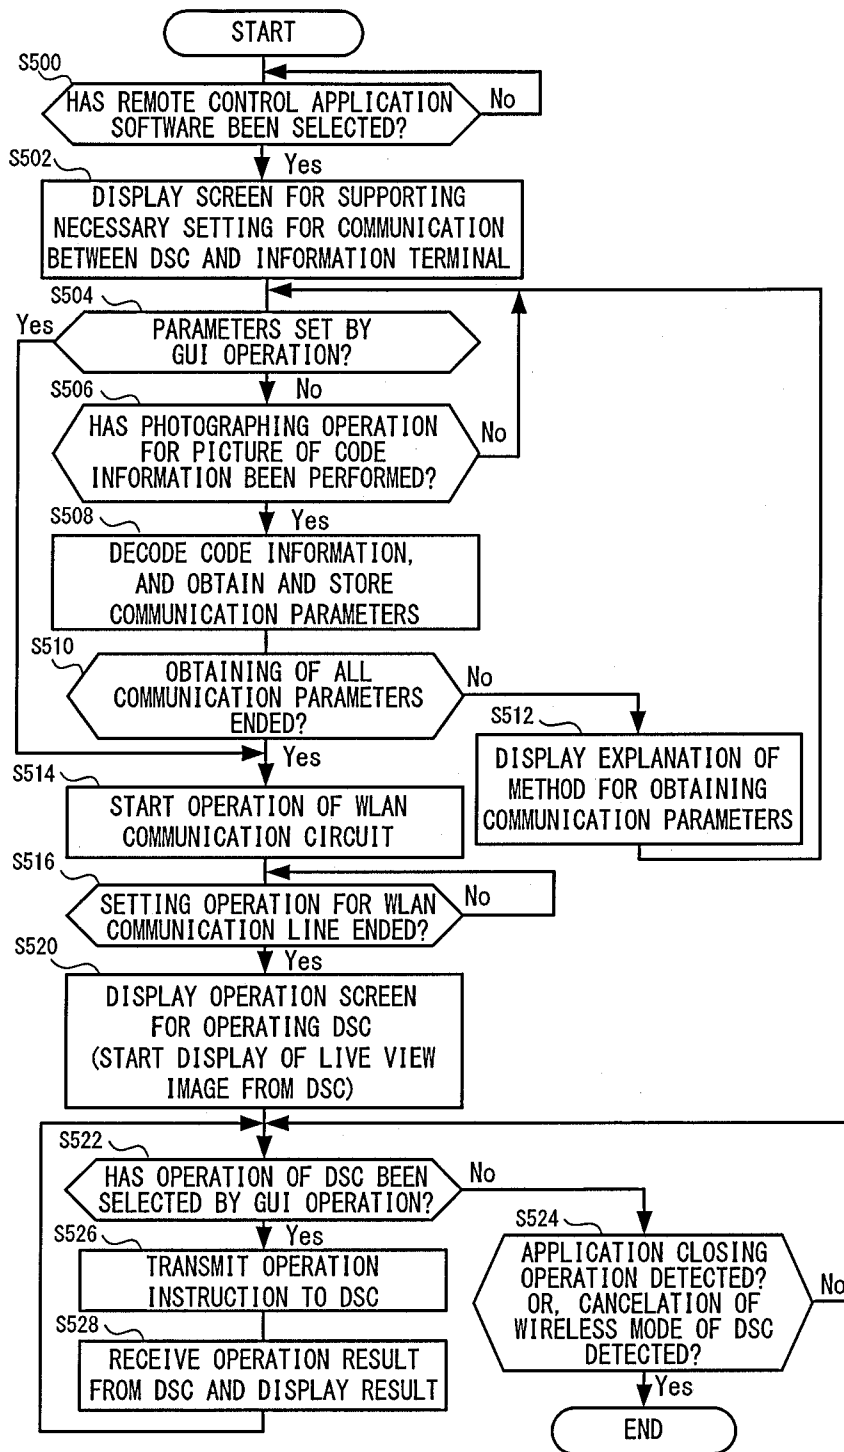 START
S500
HAS REMOTE CONTROL APPLICATION
SOFTWARE BEEN SELECTED?
No
Yes
S502
DISPLAY SCREEN FOR SUPPORTING
NECESSARY SETTING FOR COMMUNICATION
BETWEEN DSC AND INFORMATION TERMINAL
S504
Yes
PARAMETERS SET BY
GUI OPERATION?
No
S506
HAS PHOTOGRAPHING OPERATION
FOR PICTURE OF CODE
INFORMATION BEEN PERFORMED?
No
Yes
S508
DECODE CODE INFORMATION,
AND OBTAIN AND STORE
COMMUNICATION PARAMETERS
S510
OBTAINING OF ALL
COMMUNICATION PARAMETERS
ENDED?
No
Yes
S512
DISPLAY EXPLANATION OF
METHOD FOR OBTAINING
COMMUNICATION PARAMETERS
S514
START OPERATION OF WLAN
COMMUNICATION CIRCUIT
S516
SETTING OPERATION FOR WLAN
COMMUNICATION LINE ENDED?
No
Yes
S520
DISPLAY OPERATION SCREEN
FOR OPERATING DSC
(START DISPLAY OF LIVE VIEW
IMAGE FROM DSC)
S522
HAS OPERATION OF DSC BEEN
SELECTED BY GUI OPERATION?
No
Yes
S524
APPLICATION CLOSING
OPERATION DETECTED?
OR, CANCELATION OF
WIRELESS MODE OF DSC
DETECTED?
No
Yes
S526
TRANSMIT OPERATION
INSTRUCTION TO DSC
S528
RECEIVE OPERATION RESULT
FROM DSC AND DISPLAY RESULT
END